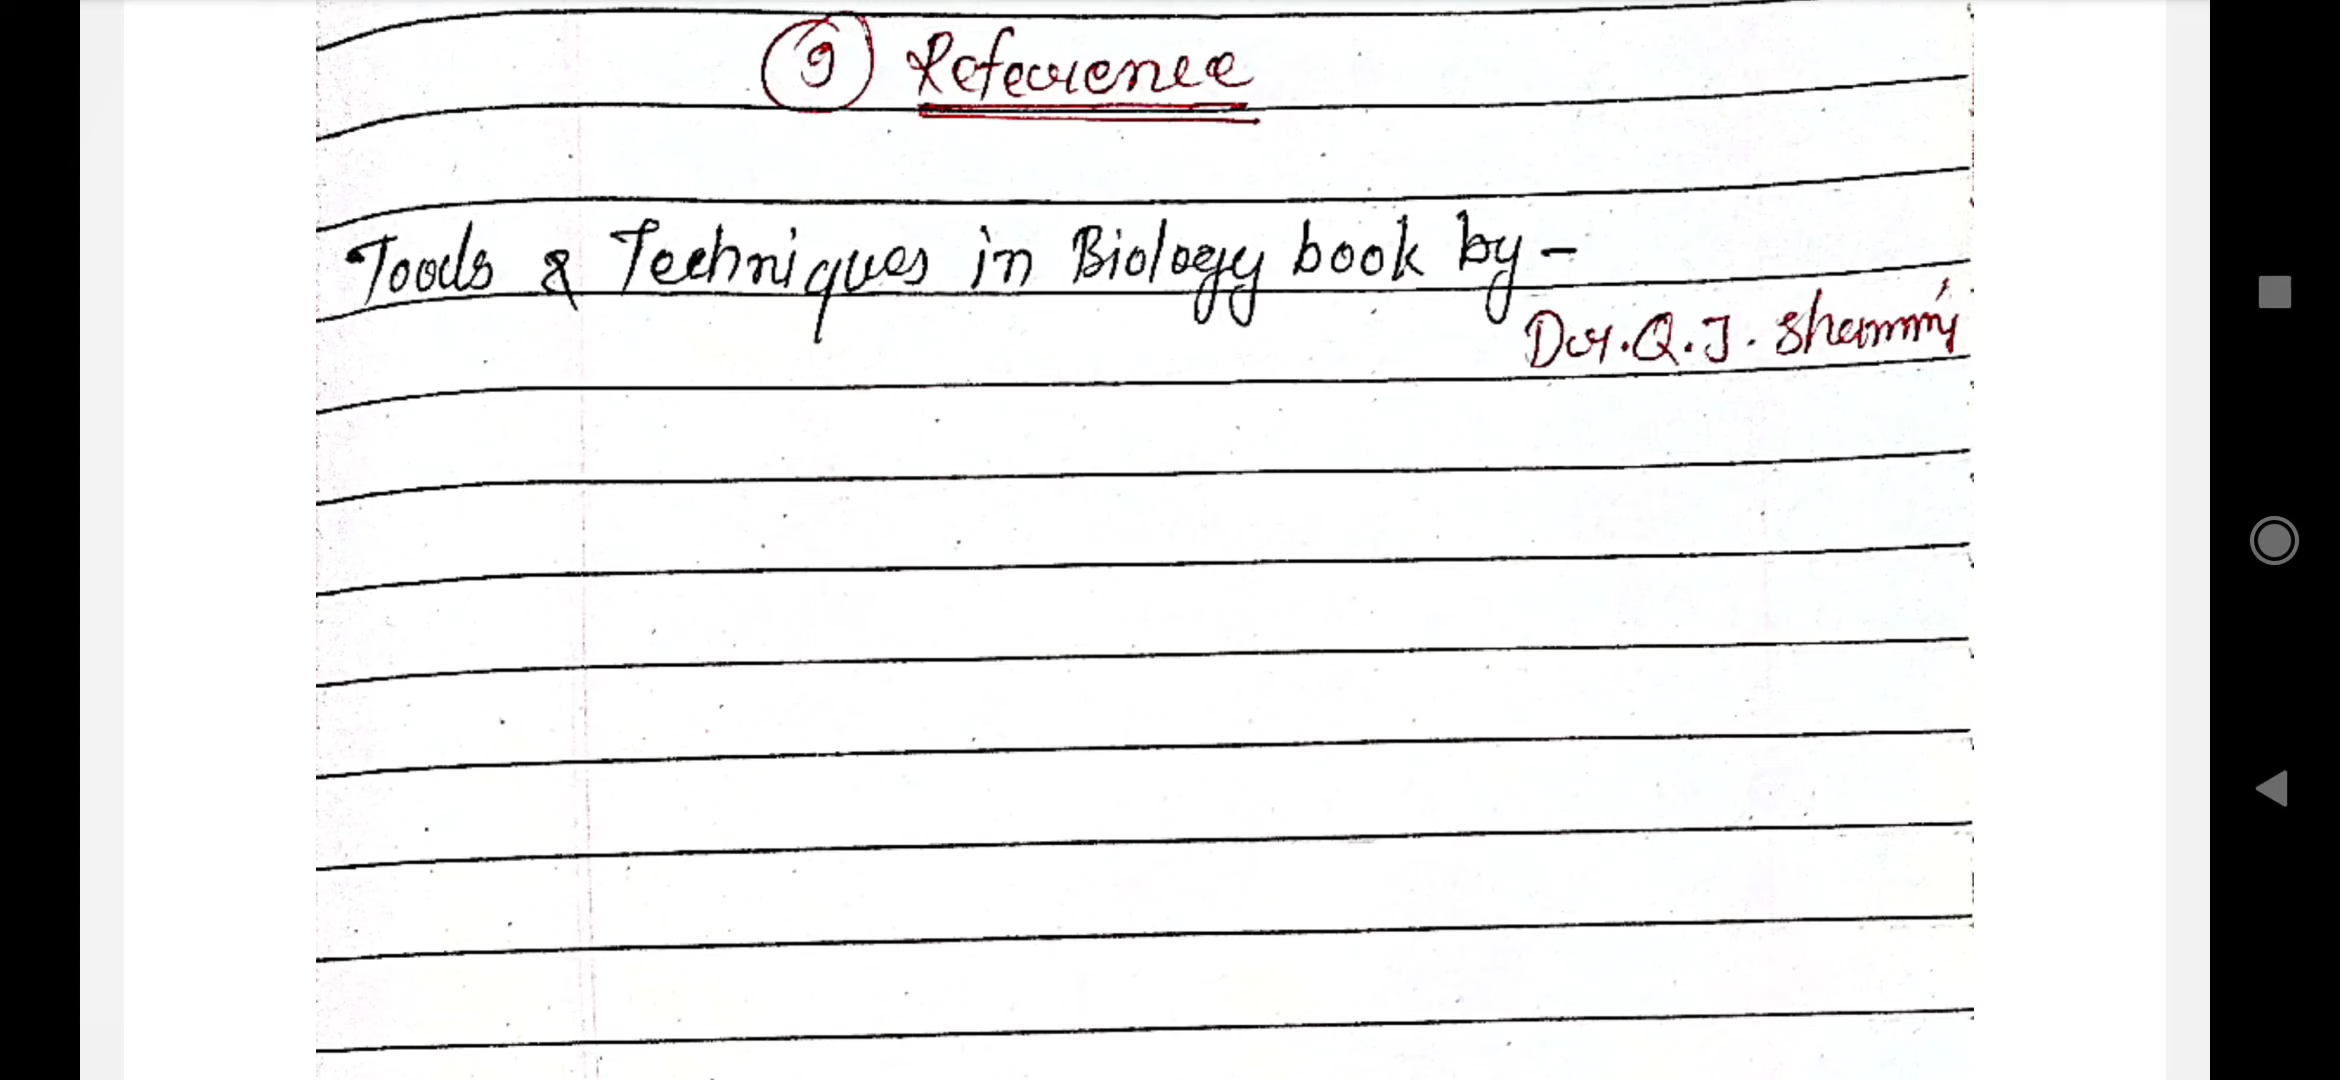 9 Reference
Tools & Techniques in Biology book by -
Dr. Q. J. Shammi